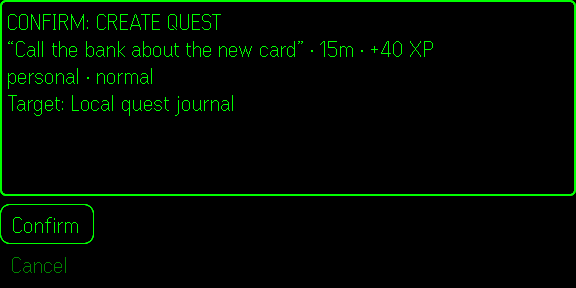 CONFIRM: CREATE QUEST
“Call the bank about the new card” · 15m · +40 XP
personal · normal
Target: Local quest journal
Confirm
Cancel